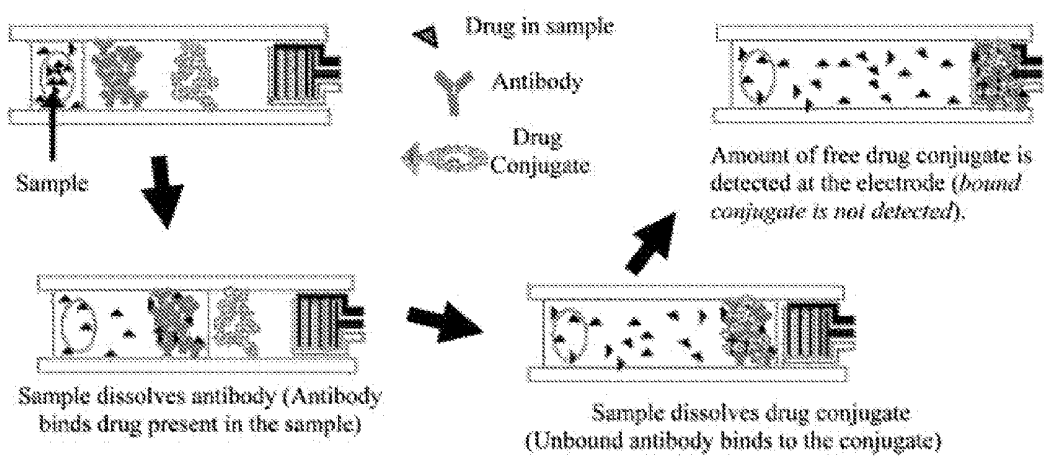 Drug in sample
Antibody
Drug
Conjugate
Sample
Amount of free drug conjugate is
detected at the electrode (bound
conjugate is not detected).
Sample dissolves antibody (Antibody
binds drug present in the sample)
Sample dissolves drug conjugate
(Unbound antibody binds to the conjugate)